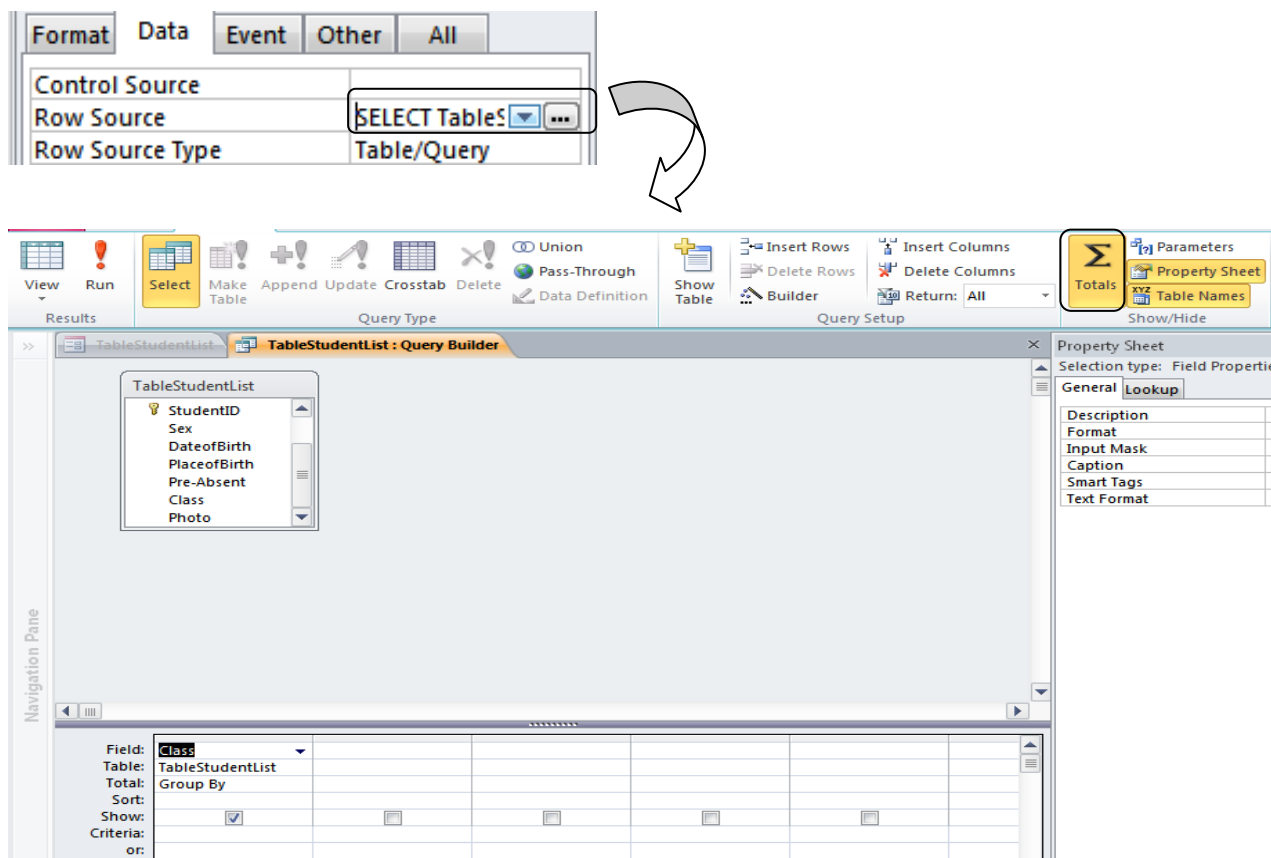 Format Data Event Other All
Control Source
Row Source SELECT TableS ...
Row Source Type Table/Query
View Run Select Make Table Append Update Crosstab Delete
Union
Pass-Through
Data Definition
Show Table
Insert Rows
Delete Rows
Builder
Insert Columns
Delete Columns
Return: All
Σ Totals
[?] Parameters
Property Sheet
XYZ Table Names
Results Query Type Query Setup Show/Hide
» TableStudentList TableStudentList : Query Builder ×
Property Sheet
Selection type: Field Propertie
General Lookup
Description
Format
Input Mask
Caption
Smart Tags
Text Format
TableStudentList
StudentID
Sex
DateofBirth
PlaceofBirth
Pre-Absent
Class
Photo
Navigation Pane
Field: Class
Table: TableStudentList
Total: Group By
Sort:
Show:
Criteria:
or: